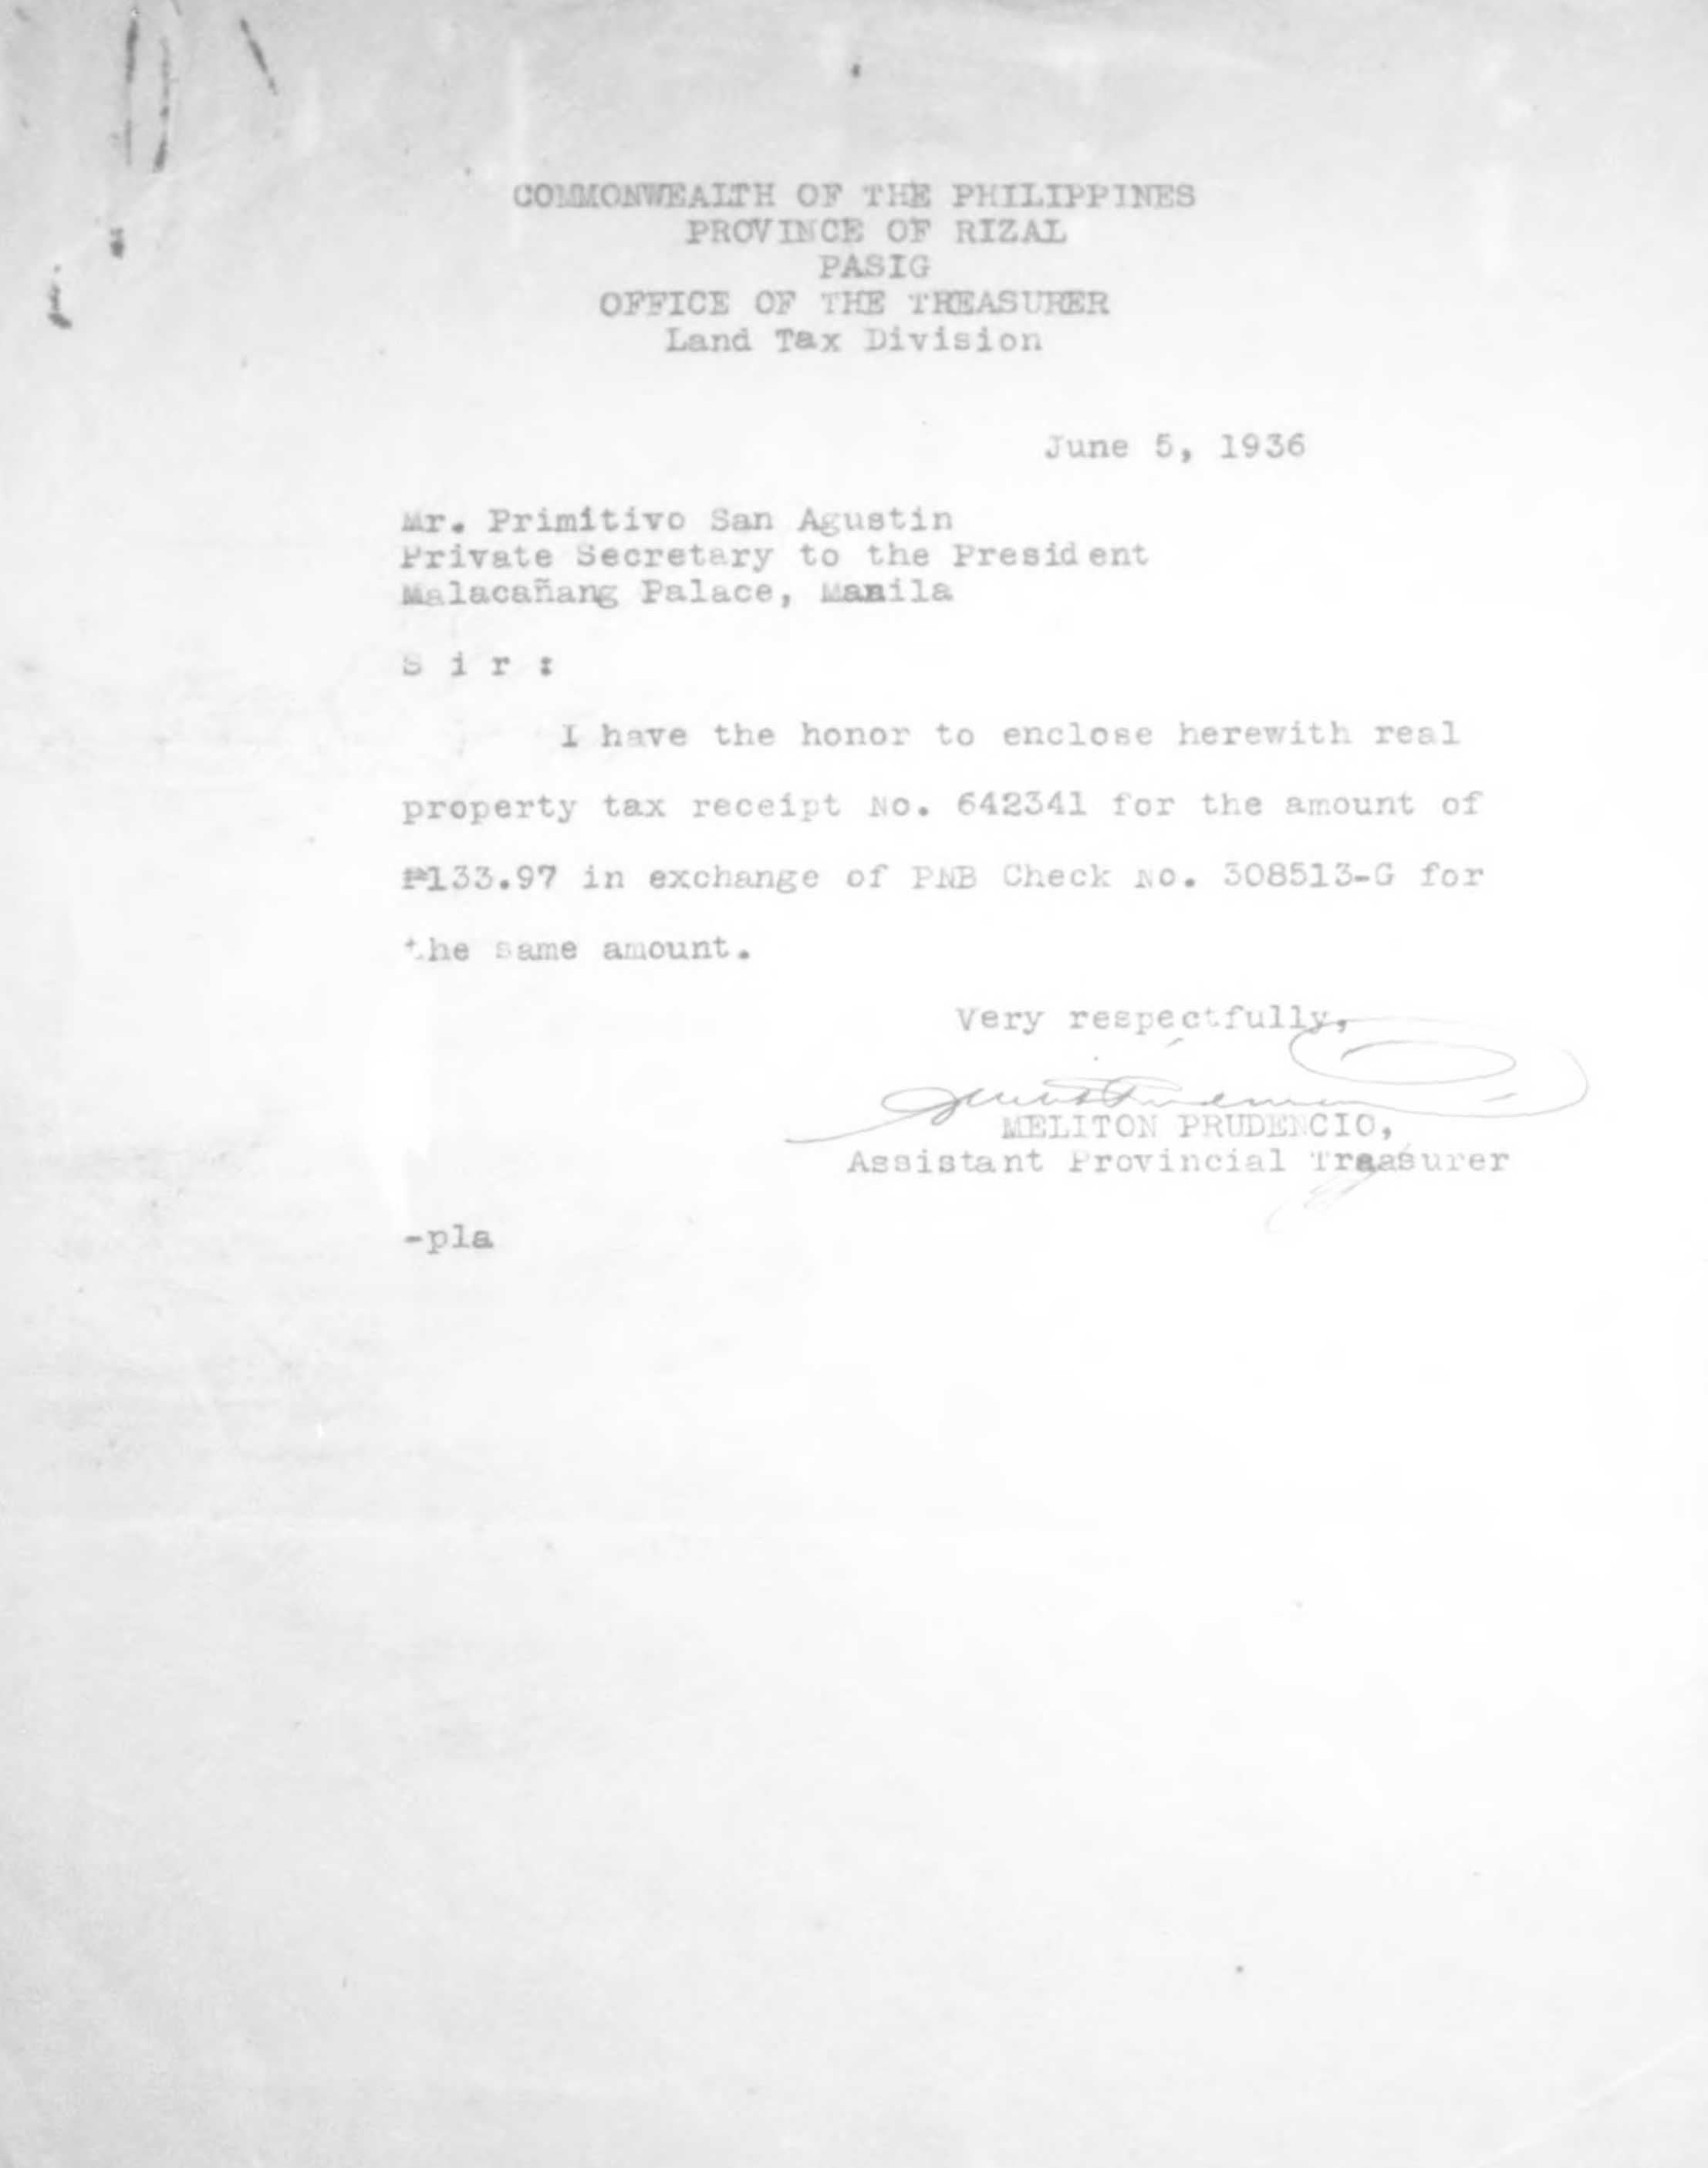 COMMONWEALTH OF THE PHILIPPINES
PROVINCE OF RIZAL
PASIG
OFFICE OF THE TREASURER
Land Tax Division
June 5, 1936
Mr. Primitivo San Agustin
Private Secretary to the President
Malacañang Palace, Manila
S i r :
I have the honor to enclose herewith real
property tax receipt No. 642341 for the amount of
₱133.97 in exchange of PNB Check No. 308513-G for
the same amount.
Very respectfully,
MELITON PRUDENCIO,
Assistant Provincial Treasurer
-pla